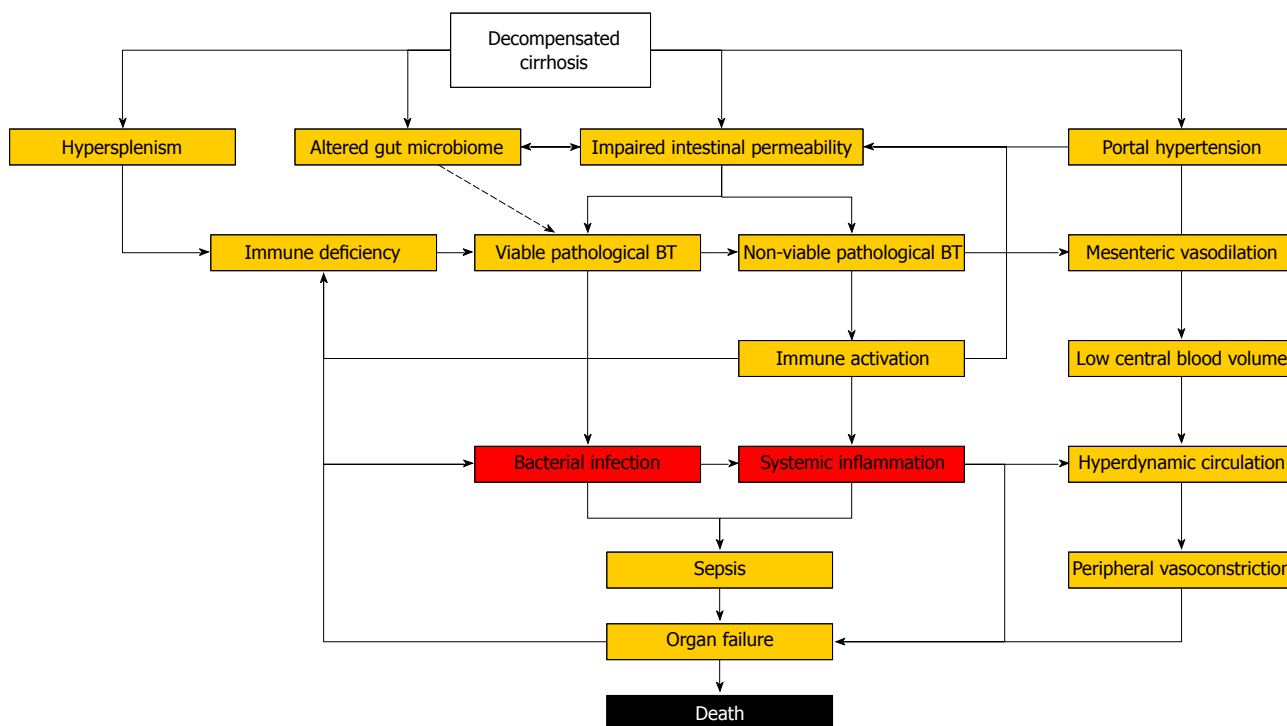 Decompensated
cirrhosis
Hypersplenism
Altered gut microbiome
Impaired intestinal permeability
Portal hypertension
Immune deficiency
Viable pathological BT
Non-viable pathological BT
Mesenteric vasodilation
Immune activation
Low central blood volume
Bacterial infection
Systemic inflammation
Hyperdynamic circulation
Sepsis
Peripheral vasoconstriction
Organ failure
Death